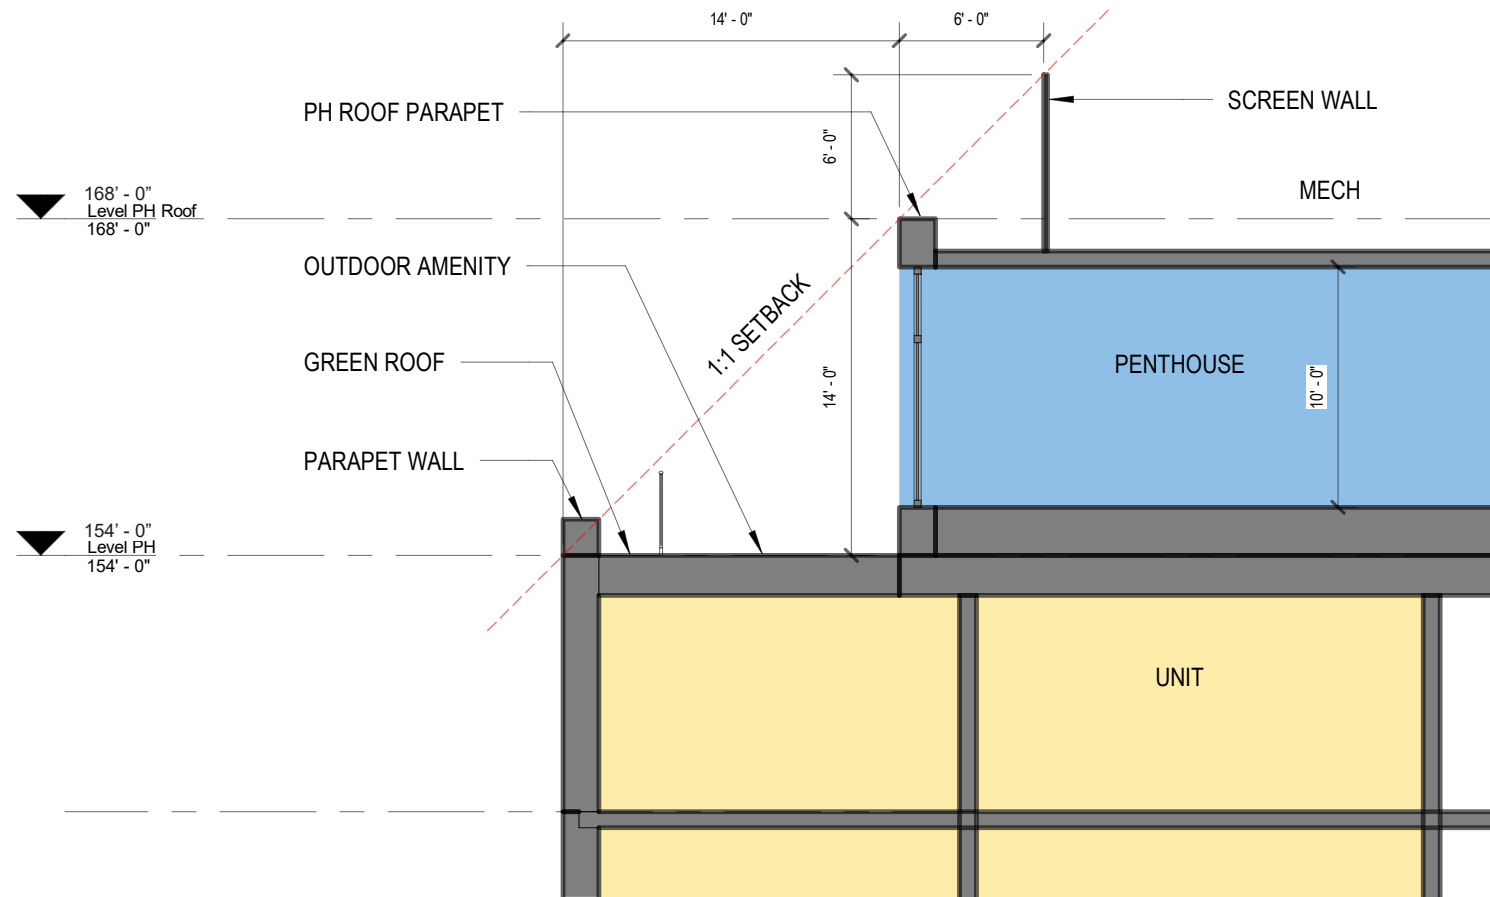 14' - 0"
6' - 0"
PH ROOF PARAPET
SCREEN WALL
6' - 0"
MECH
168' - 0”
Level PH Roof
168' - 0"
OUTDOOR AMENITY
1:1 SETBACK
GREEN ROOF
14' - 0"
PENTHOUSE
10' - 0"
PARAPET WALL
154' - 0”
Level PH
154' - 0"
UNIT